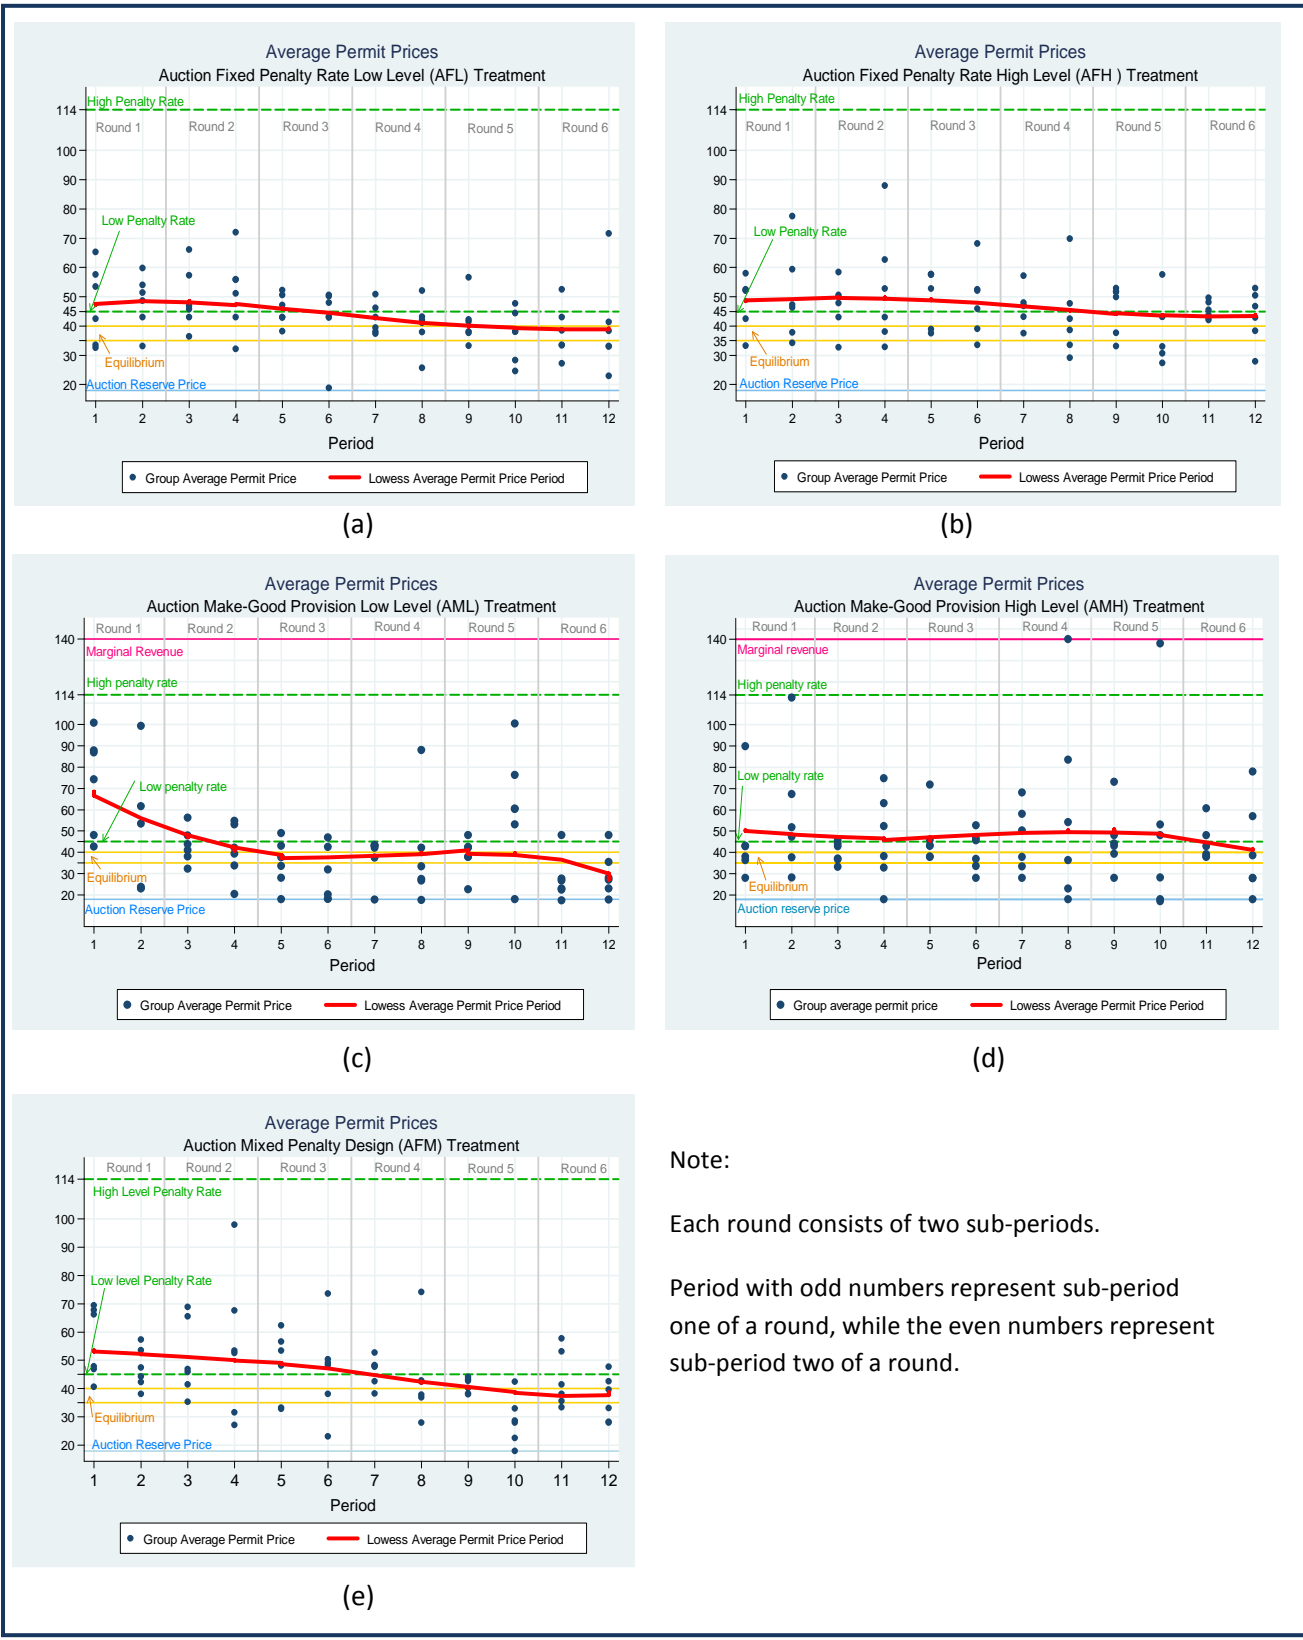 Average Permit Prices
Auction Fixed Penalty Rate Low Level (AFL) Treatment
High Penalty Rate
114
Round 1 Round 2 Round 3 Round 4 Round 5 Round 6
100
90
80
Low Penalty Rate
70
60
50
45
40
30
Equilibrium
20
Auction Reserve Price
1 2 3 4 5 6 7 8 9 10 11 12
Period
Group Average Permit Price Lowess Average Permit Price Period
(a)
Average Permit Prices
Auction Fixed Penalty Rate High Level (AFH ) Treatment
High Penalty Rate
114
Round 1 Round 2 Round 3 Round 4 Round 5 Round 6
100
90
80
70
Low Penalty Rate
60
50
45
40
35
30
Equilibrium
20
Auction Reserve Price
1 2 3 4 5 6 7 8 9 10 11 12
Period
Group Average Permit Price Lowess Average Permit Price Period
(b)
Average Permit Prices
Auction Make-Good Provision Low Level (AML) Treatment
Round 1 Round 2 Round 3 Round 4 Round 5 Round 6
140
Marginal Revenue
High penalty rate
114
100
90
80
Low penalty rate
70
60
50
40
30
Equilibrium
20
Auction Reserve Price
1 2 3 4 5 6 7 8 9 10 11 12
Period
Group Average Permit Price Lowess Average Permit Price Period
(c)
Average Permit Prices
Auction Make-Good Provision High Level (AMH) Treatment
Round 1 Round 2 Round 3 Round 4 Round 5 Round 6
140
Marginal revenue
High penalty rate
114
100
90
80
Low penalty rate
70
60
50
40
30
Equilibrium
20
Auction reserve price
1 2 3 4 5 6 7 8 9 10 11 12
Period
Group average permit price Lowess Average Permit Price Period
(d)
Average Permit Prices
Auction Mixed Penalty Design (AFM) Treatment
Round 1 Round 2 Round 3 Round 4 Round 5 Round 6
114
High Level Penalty Rate
100
90
80
Low level Penalty Rate
70
60
50
40
30
Equilibrium
20
Auction Reserve Price
1 2 3 4 5 6 7 8 9 10 11 12
Period
Group Average Permit Price Lowess Average Permit Price Period
(e)
Note:
Each round consists of two sub-periods.
Period with odd numbers represent sub-period
one of a round, while the even numbers represent
sub-period two of a round.